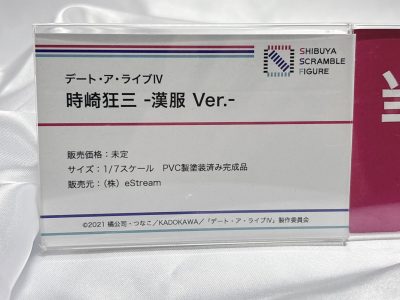 SHIBUYA
SCRAMBLE
FIGURE
デート・ア・ライブⅣ
時崎狂三 -漢服 Ver.-
販売価格：未定
サイズ：1/7スケール　PVC製塗装済み完成品
販売元：（株）eStream
©2021 橘公司・つなこ／KADOKAWA／「デート・ア・ライブⅣ」製作委員会